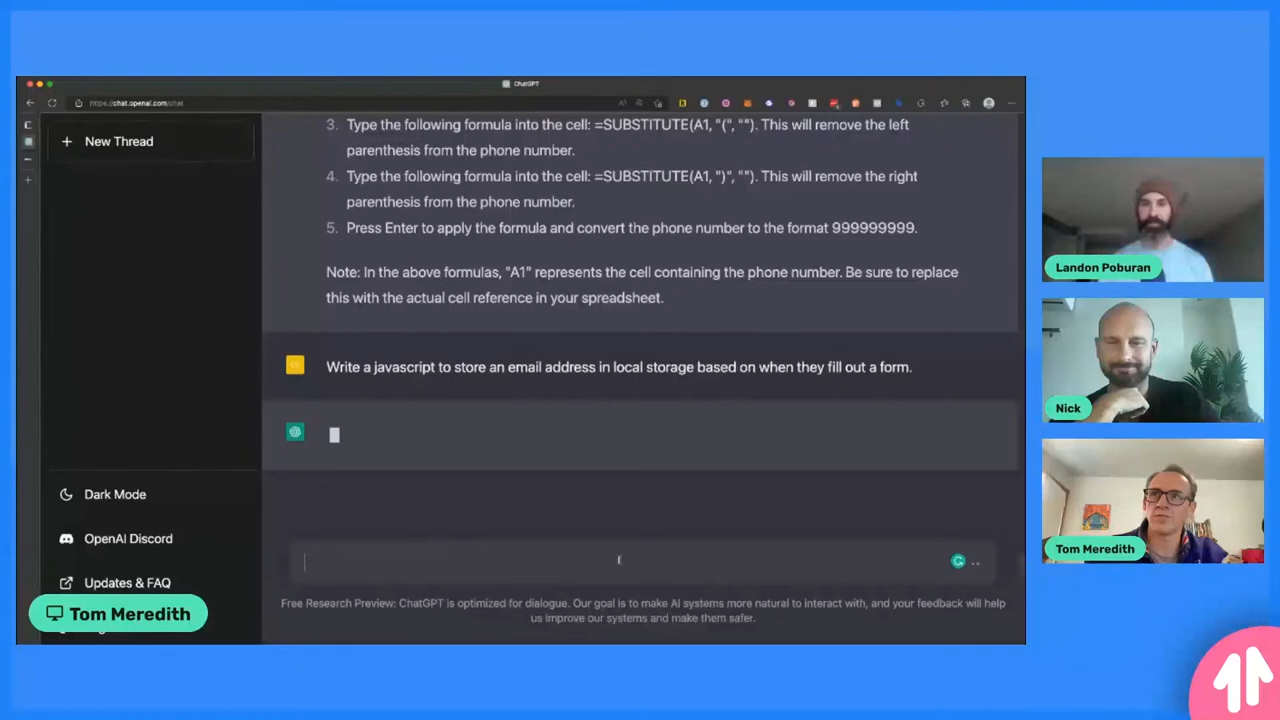 ChatGPT
https://chat.openai.com/chat
New Thread
3. Type the following formula into the cell: =SUBSTITUTE(A1, "(", ""). This will remove the left
parenthesis from the phone number.
4. Type the following formula into the cell: =SUBSTITUTE(A1, ")", ""). This will remove the right
parenthesis from the phone number.
5. Press Enter to apply the formula and convert the phone number to the format 999999999.
Note: In the above formulas, "A1" represents the cell containing the phone number. Be sure to replace
this with the actual cell reference in your spreadsheet.
Write a javascript to store an email address in local storage based on when they fill out a form.
Dark Mode
OpenAI Discord
Updates & FAQ
Tom Meredith
Free Research Preview: ChatGPT is optimized for dialogue. Our goal is to make AI systems more natural to interact with, and your feedback will help
us improve our systems and make them safer.
Landon Poburan
Nick
Tom Meredith